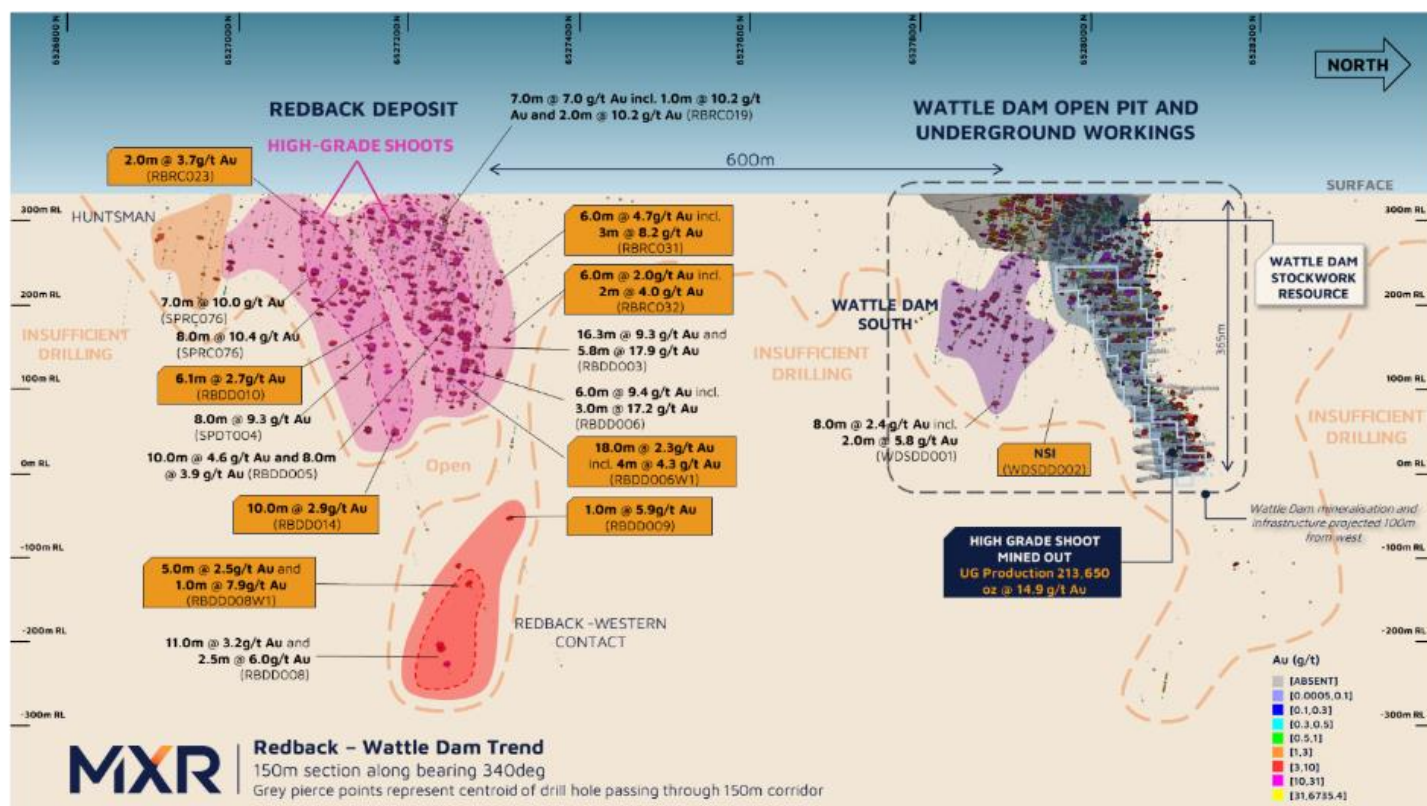 6526800 N
6527000 N
6527200 N
6527400 N
6527600 N
6527800 N
6528000 N
6528200 N
NORTH
REDBACK DEPOSIT
HIGH-GRADE SHOOTS
7.0m @ 7.0 g/t Au incl. 1.0m @ 10.2 g/t
Au and 2.0m @ 10.2 g/t Au (RBRC019)
WATTLE DAM OPEN PIT AND
UNDERGROUND WORKINGS
600m
2.0m @ 3.7g/t Au
(RBRC023)
SURFACE
300m RL
HUNTSMAN
300m RL
6.0m @ 4.7g/t Au incl.
3m @ 8.2 g/t Au
(RBRC031)
WATTLE DAM
STOCKWORK
RESOURCE
200m RL
200m RL
7.0m @ 10.0 g/t Au
(SPRC076)
6.0m @ 2.0g/t Au incl.
2m @ 4.0 g/t Au
(RBRC032)
WATTLE DAM
SOUTH
365m
INSUFFICIENT
DRILLING
8.0m @ 10.4 g/t Au
(SPRC076)
16.3m @ 9.3 g/t Au and
5.8m @ 17.9 g/t Au
(RBDD003)
INSUFFICIENT
DRILLING
100m RL
100m RL
6.1m @ 2.7g/t Au
(RBDD010)
6.0m @ 9.4 g/t Au incl.
3.0m @ 17.2 g/t Au
(RBDD006)
INSUFFICIENT
DRILLING
8.0m @ 9.3 g/t Au
(SPDT004)
8.0m @ 2.4 g/t Au incl.
2.0m @ 5.8 g/t Au
(WDSDD001)
NSI
(WDSDD002)
10.0m @ 4.6 g/t Au and 8.0m
@ 3.9 g/t Au (RBDD005)
Open
18.0m @ 2.3g/t Au
incl. 4m @ 4.3 g/t Au
(RBDD006W1)
0m RL
0m RL
10.0m @ 2.9g/t Au
(RBDD014)
1.0m @ 5.9g/t Au
(RBDD009)
Wattle Dam mineralisation and
infrastructure projected 100m
from west
HIGH GRADE SHOOT
MINED OUT
UG Production 213,650
oz @ 14.9 g/t Au
-100m RL
-100m RL
5.0m @ 2.5g/t Au and
1.0m @ 7.9g/t Au
(RBDD008W1)
REDBACK -WESTERN
CONTACT
-200m RL
-200m RL
11.0m @ 3.2g/t Au and
2.5m @ 6.0g/t Au
(RBDD008)
-300m RL
-300m RL
Au (g/t)
[ABSENT]
[0.0005,0.1]
[0.1,0.3]
[0.3,0.5]
[0.5,1]
[1,3]
[3,10]
[10,31]
[31,6735.4]
MXR
Redback – Wattle Dam Trend
150m section along bearing 340deg
Grey pierce points represent centroid of drill hole passing through 150m corridor